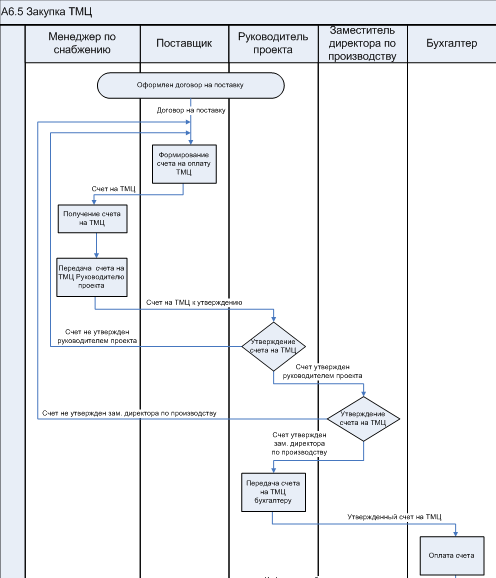 А6.5 Закупка ТМЦ
Менеджер по
снабжению
Поставщик
Руководитель
проекта
Заместитель
директора по
производству
Бухгалтер
Оформлен договор на поставку
Договор на поставку
Формирование
счета на оплату
ТМЦ
Счет на ТМЦ
Получение счета
на ТМЦ
Передача счета на
ТМЦ Руководителю
проекта
Счет на ТМЦ к утверждению
Счет не утвержден
руководителем проекта
Утверждение
счета на ТМЦ
Счет утвержден
руководителем проекта
Счет не утвержден зам. директора по производству
Утверждение
счета на ТМЦ
Счет утвержден
зам. директора
по производству
Передача счета
на ТМЦ
бухгалтеру
Утвержденный счет на ТМЦ
Оплата счета